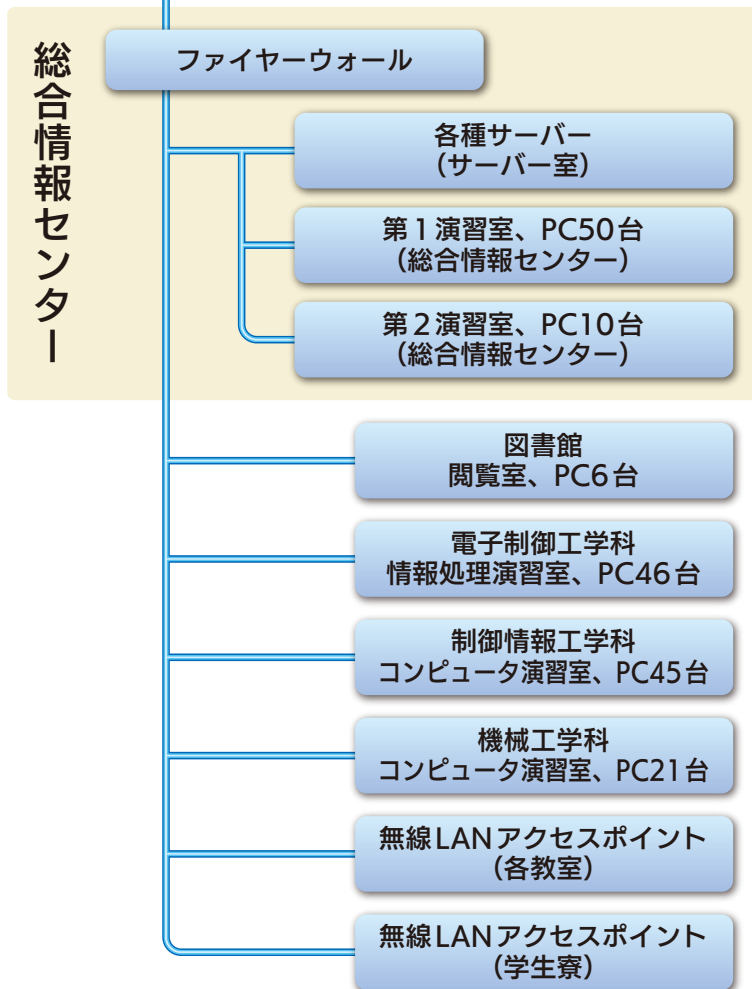 総合情報センター
ファイヤーウォール
各種サーバー
（サーバー室）
第1演習室、PC50台
（総合情報センター）
第2演習室、PC10台
（総合情報センター）
図書館
閲覧室、PC6台
電子制御工学科
情報処理演習室、PC46台
制御情報工学科
コンピュータ演習室、PC45台
機械工学科
コンピュータ演習室、PC21台
無線LANアクセスポイント
（各教室）
無線LANアクセスポイント
（学生寮）